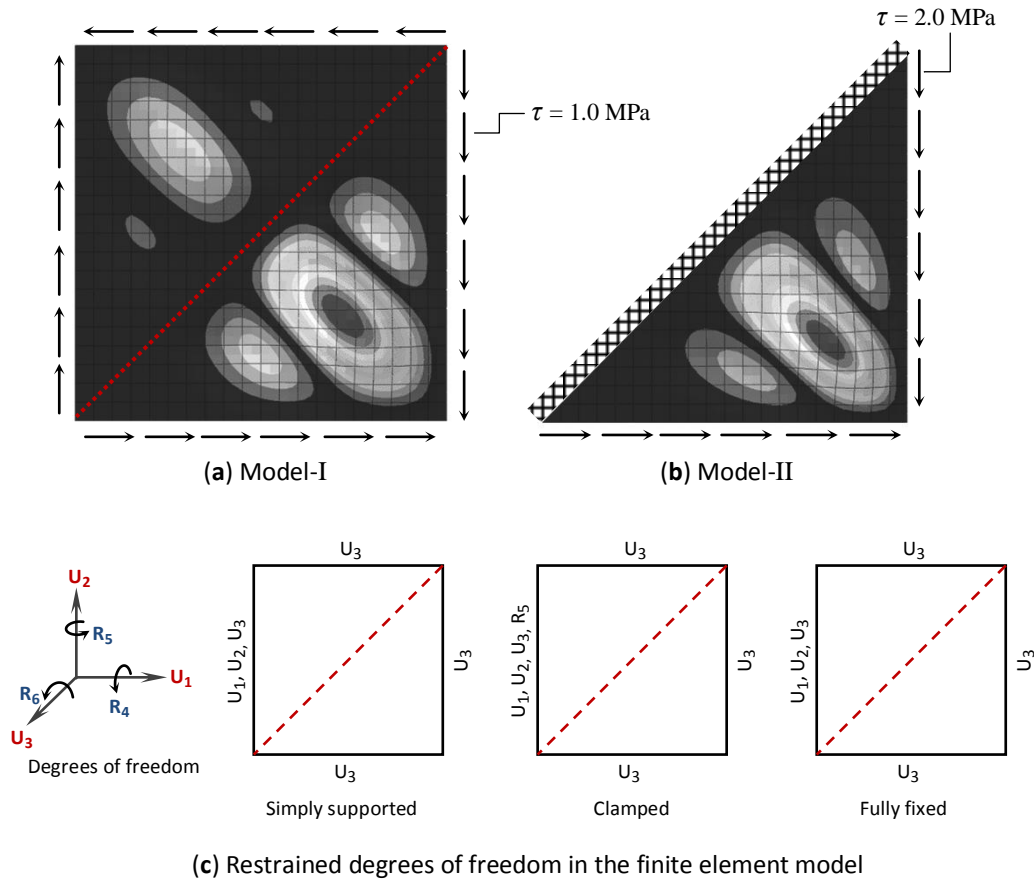 τ = 2.0 MPa
τ = 1.0 MPa
(a) Model-I
(b) Model-II
U2
R5
U1
R6
R4
U3
Degrees of freedom
U3
U1, U2, U3
U3
U3
Simply supported
U3
U1, U2, U3, R5
U3
U3
Clamped
U3
U1, U2, U3
U3
U3
Fully fixed
(c) Restrained degrees of freedom in the finite element model